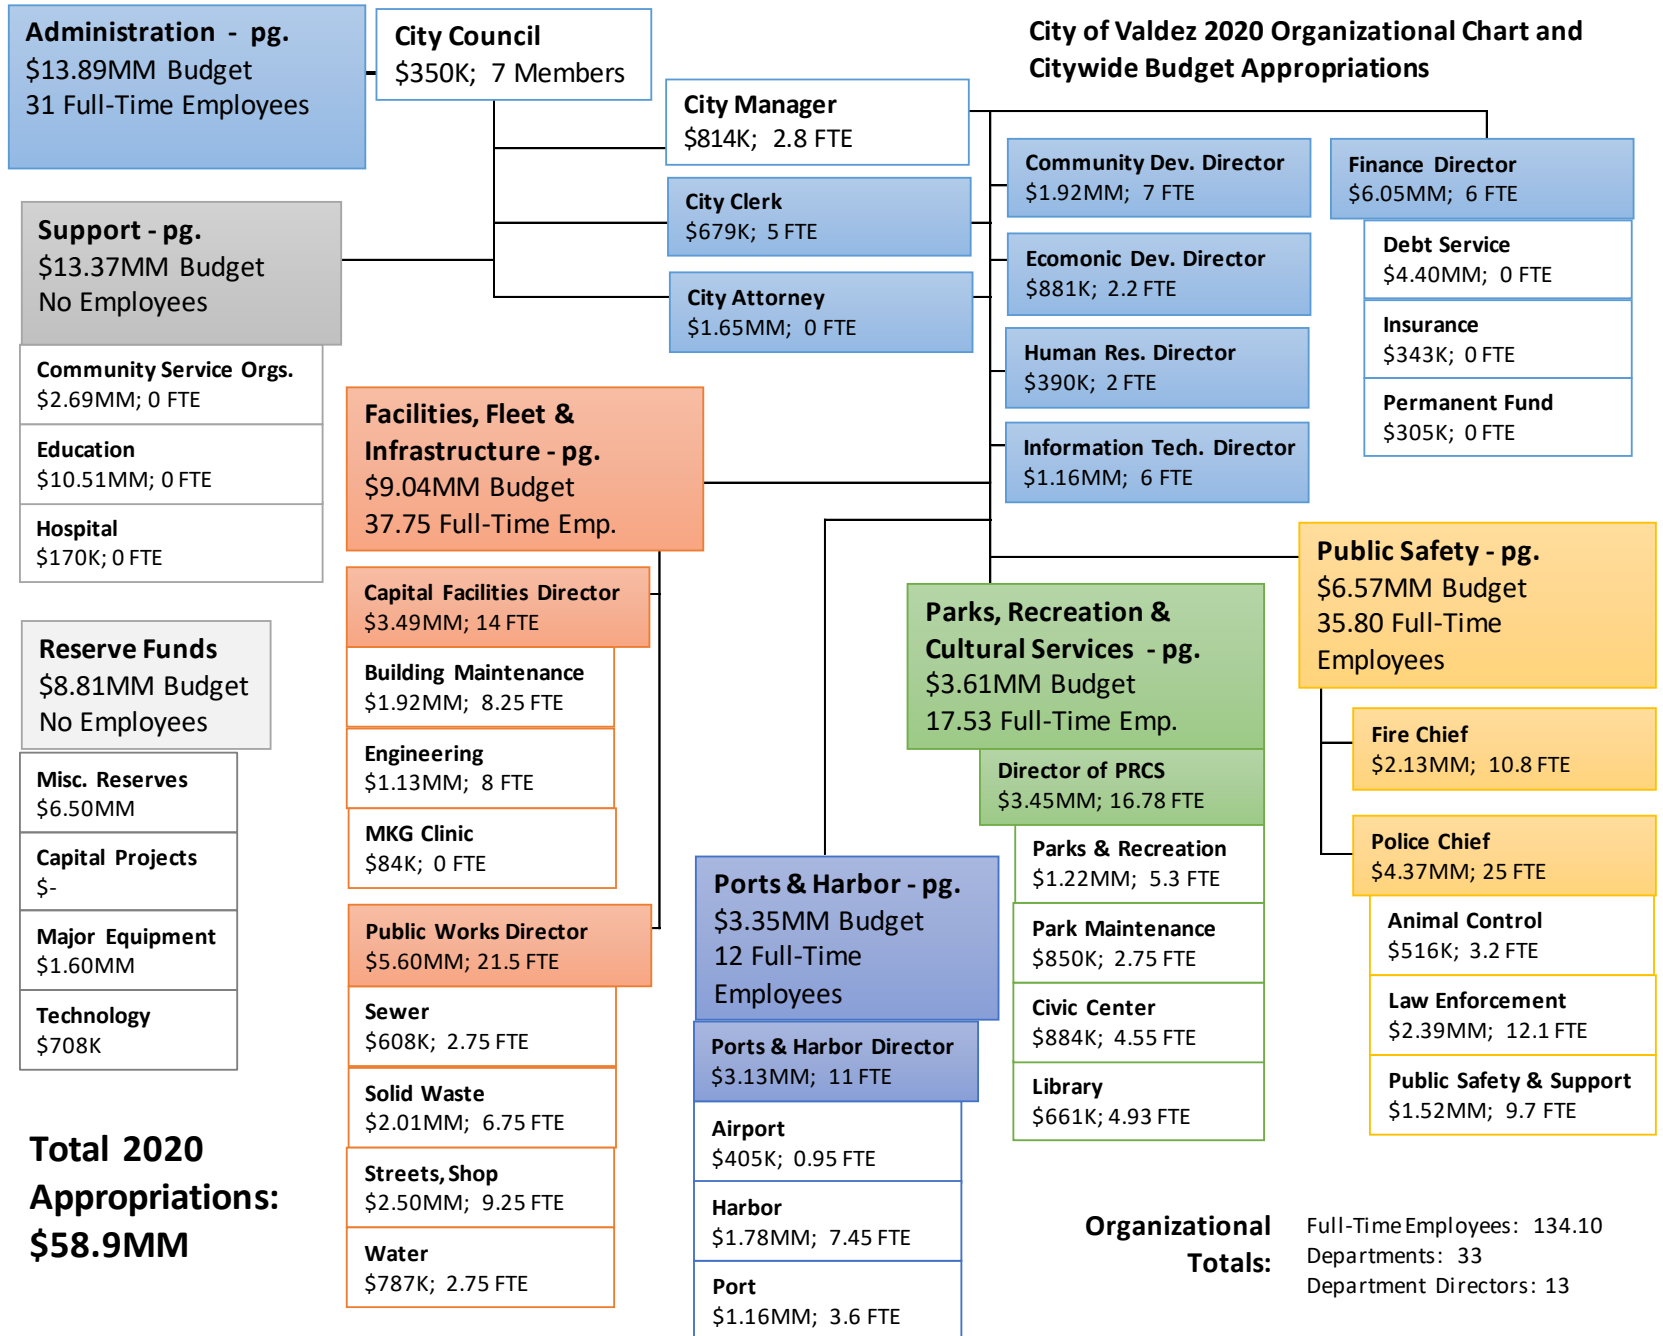 City of Valdez 2020 Organizational Chart and
Citywide Budget Appropriations
Administration - pg.
$13.89MM Budget
31 Full-Time Employees
City Council
$350K; 7 Members
City Manager
$814K; 2.8 FTE
City Clerk
$679K; 5 FTE
City Attorney
$1.65MM; 0 FTE
Community Dev. Director
$1.92MM; 7 FTE
Ecomonic Dev. Director
$881K; 2.2 FTE
Human Res. Director
$390K; 2 FTE
Information Tech. Director
$1.16MM; 6 FTE
Finance Director
$6.05MM; 6 FTE
Debt Service
$4.40MM; 0 FTE
Insurance
$343K; 0 FTE
Permanent Fund
$305K; 0 FTE
Support - pg.
$13.37MM Budget
No Employees
Community Service Orgs.
$2.69MM; 0 FTE
Education
$10.51MM; 0 FTE
Hospital
$170K; 0 FTE
Reserve Funds
$8.81MM Budget
No Employees
Misc. Reserves
$6.50MM
Capital Projects
$-
Major Equipment
$1.60MM
Technology
$708K
Facilities, Fleet &
Infrastructure - pg.
$9.04MM Budget
37.75 Full-Time Emp.
Capital Facilities Director
$3.49MM; 14 FTE
Building Maintenance
$1.92MM; 8.25 FTE
Engineering
$1.13MM; 8 FTE
MKG Clinic
$84K; 0 FTE
Public Works Director
$5.60MM; 21.5 FTE
Sewer
$608K; 2.75 FTE
Solid Waste
$2.01MM; 6.75 FTE
Streets, Shop
$2.50MM; 9.25 FTE
Water
$787K; 2.75 FTE
Ports & Harbor - pg.
$3.35MM Budget
12 Full-Time
Employees
Ports & Harbor Director
$3.13MM; 11 FTE
Airport
$405K; 0.95 FTE
Harbor
$1.78MM; 7.45 FTE
Port
$1.16MM; 3.6 FTE
Parks, Recreation &
Cultural Services - pg.
$3.61MM Budget
17.53 Full-Time Emp.
Director of PRCS
$3.45MM; 16.78 FTE
Parks & Recreation
$1.22MM; 5.3 FTE
Park Maintenance
$850K; 2.75 FTE
Civic Center
$884K; 4.55 FTE
Library
$661K; 4.93 FTE
Public Safety - pg.
$6.57MM Budget
35.80 Full-Time
Employees
Fire Chief
$2.13MM; 10.8 FTE
Police Chief
$4.37MM; 25 FTE
Animal Control
$516K; 3.2 FTE
Law Enforcement
$2.39MM; 12.1 FTE
Public Safety & Support
$1.52MM; 9.7 FTE
Total 2020
Appropriations:
$58.9MM
Organizational
Totals:
Full-Time Employees: 134.10
Departments: 33
Department Directors: 13